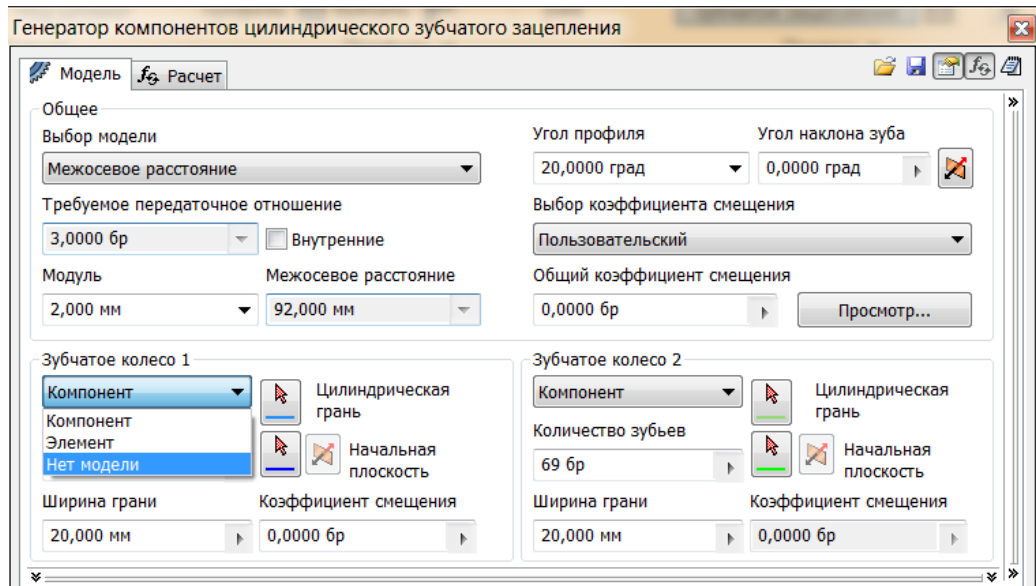 Генератор компонентов цилиндрического зубчатого зацепления
Модель
Расчет
Общее
Выбор модели
Межосевое расстояние
Требуемое передаточное отношение
3,0000 бр
Внутренние
Модуль
Межосевое расстояние
2,000 мм
92,000 мм
Угол профиля
Угол наклона зуба
20,0000 град
0,0000 град
Выбор коэффициента смещения
Пользовательский
Общий коэффициент смещения
0,0000 бр
Просмотр...
Зубчатое колесо 1
Компонент
Компонент
Элемент
Нет модели
Цилиндрическая
грань
Начальная
плоскость
Ширина грани
Коэффициент смещения
20,000 мм
0,0000 бр
Зубчатое колесо 2
Компонент
Цилиндрическая
грань
Количество зубьев
69 бр
Начальная
плоскость
Ширина грани
Коэффициент смещения
20,000 мм
0,0000 бр